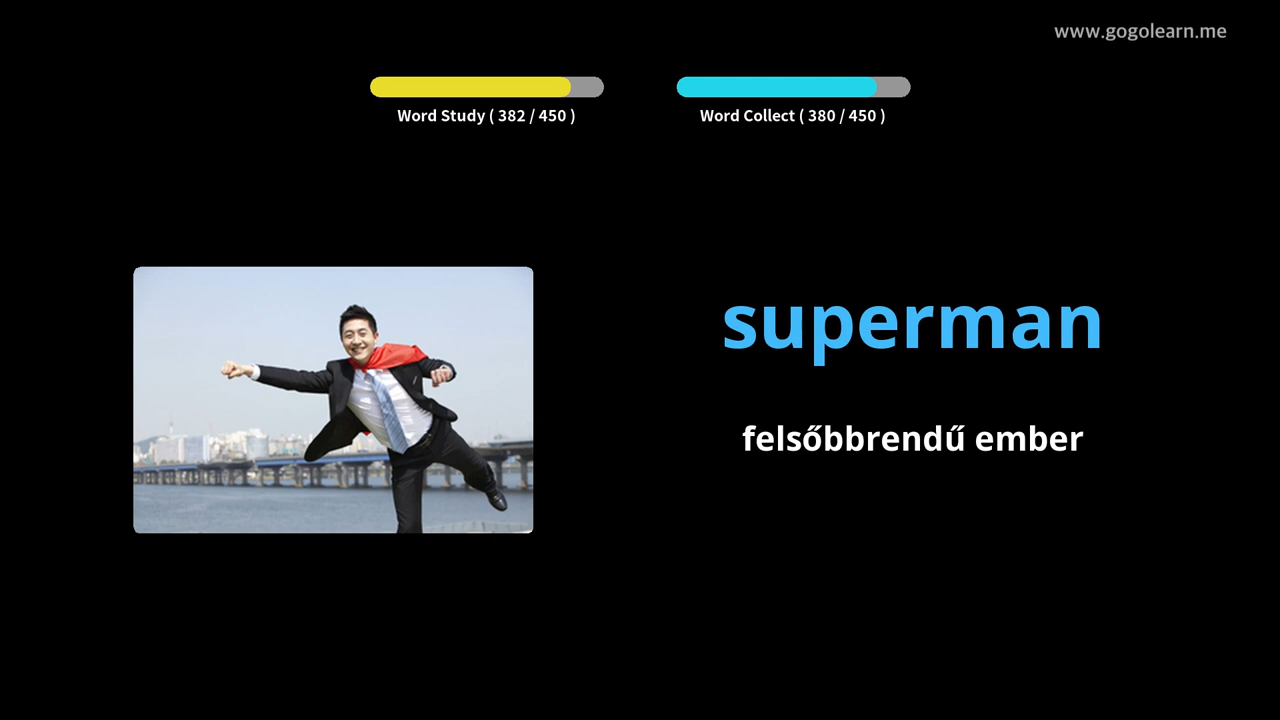 www.gogolearn.me
Word Study ( 382 / 450 )
Word Collect ( 380 / 450 )
superman
felsőbbrendű ember